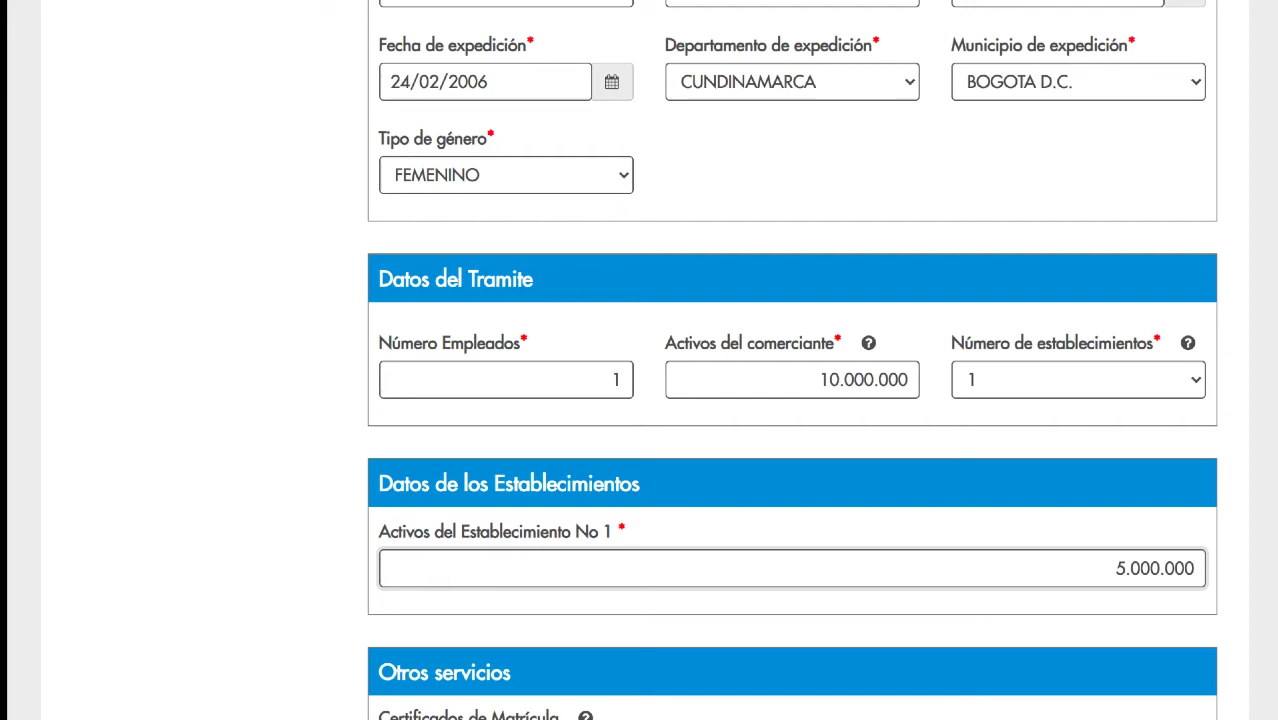 Fecha de expedición* Departamento de expedición* Municipio de expedición*
24/02/2006 CUNDINAMARCA BOGOTA D.C.
Tipo de género*
FEMENINO
Datos del Tramite
Número Empleados* Activos del comerciante* ? Número de establecimientos* ?
1 10.000.000 1
Datos de los Establecimientos
Activos del Establecimiento No 1 *
5.000.000
Otros servicios
Certificados de Matrícula ?